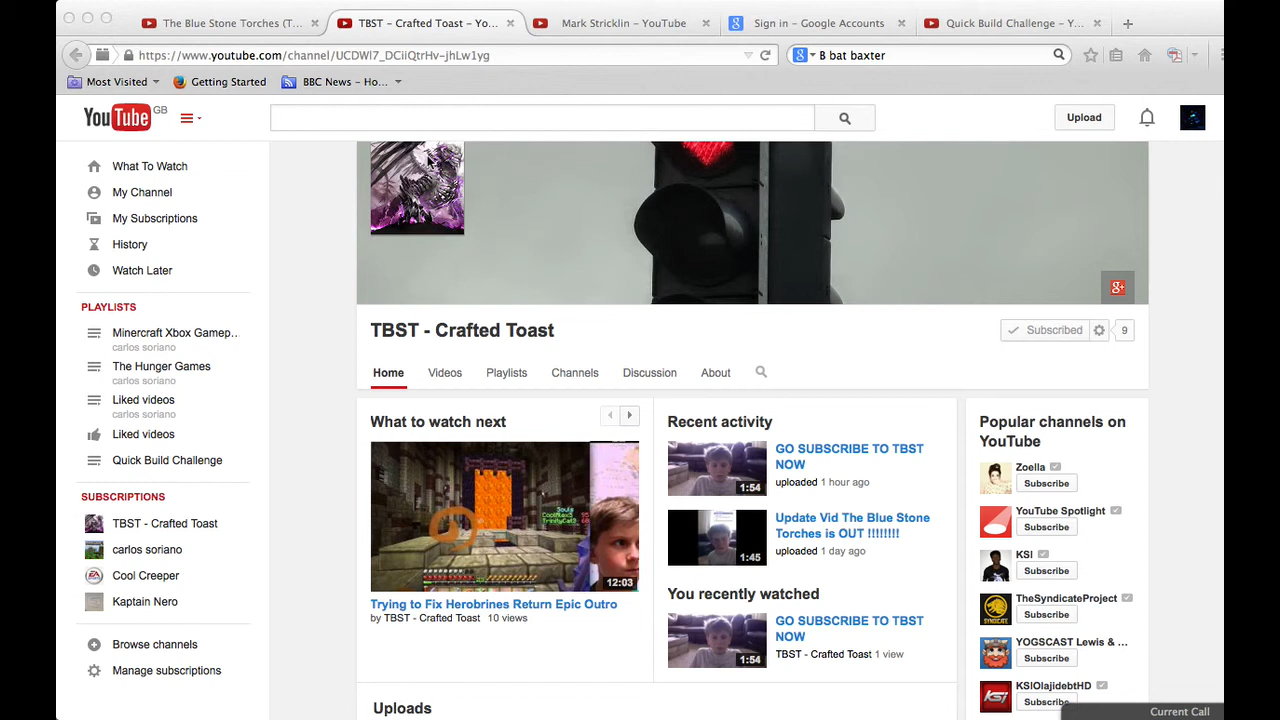 The Blue Stone Torches (T...
TBST - Crafted Toast - Yo...
Mark Stricklin - YouTube
Sign in - Google Accounts
Quick Build Challenge - Y...
https://www.youtube.com/channel/UCDWl7_DCiiQtrHv-jhLw1yg
B bat baxter
Most Visited
Getting Started
BBC News - Ho...
YouTube GB
Upload
What To Watch
My Channel
My Subscriptions
History
Watch Later
PLAYLISTS
Minercraft Xbox Gamep...
carlos soriano
The Hunger Games
carlos soriano
Liked videos
carlos soriano
Liked videos
Quick Build Challenge
SUBSCRIPTIONS
TBST - Crafted Toast
carlos soriano
Cool Creeper
Kaptain Nero
Browse channels
Manage subscriptions
TBST - Crafted Toast
Subscribed
9
Home
Videos
Playlists
Channels
Discussion
About
What to watch next
12:03
Trying to Fix Herobrines Return Epic Outro
by TBST - Crafted Toast 10 views
Recent activity
1:54
GO SUBSCRIBE TO TBST
NOW
uploaded 1 hour ago
1:45
Update Vid The Blue Stone
Torches is OUT !!!!!!!!
uploaded 1 day ago
You recently watched
1:54
GO SUBSCRIBE TO TBST
NOW
TBST - Crafted Toast 1 view
Uploads
Popular channels on
YouTube
Zoella
Subscribe
YouTube Spotlight
Subscribe
KSI
Subscribe
TheSyndicateProject
Subscribe
YOGSCAST Lewis & ...
Subscribe
KSIOlajidebtHD
Subscribe
Current Call